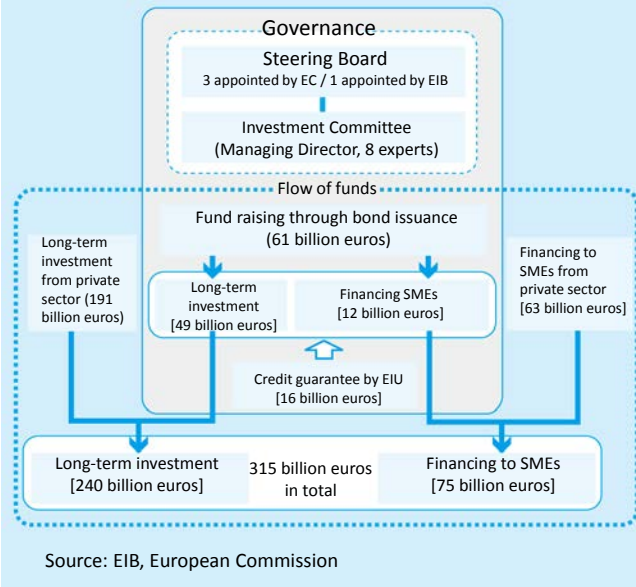 Governance
Steering Board
3 appointed by EC / 1 appointed by EIB
Investment Committee
(Managing Director, 8 experts)
Flow of funds
Fund raising through bond issuance
(61 billion euros)
Long-term
investment
from private
sector (191
billion euros)
Long-term
investment
[49 billion euros]
Financing SMEs
[12 billion euros]
Financing to
SMEs from
private sector
[63 billion euros]
Credit guarantee by EIU
[16 billion euros]
Long-term investment
[240 billion euros]
315 billion euros
in total
Financing to SMEs
[75 billion euros]
Source: EIB, European Commission